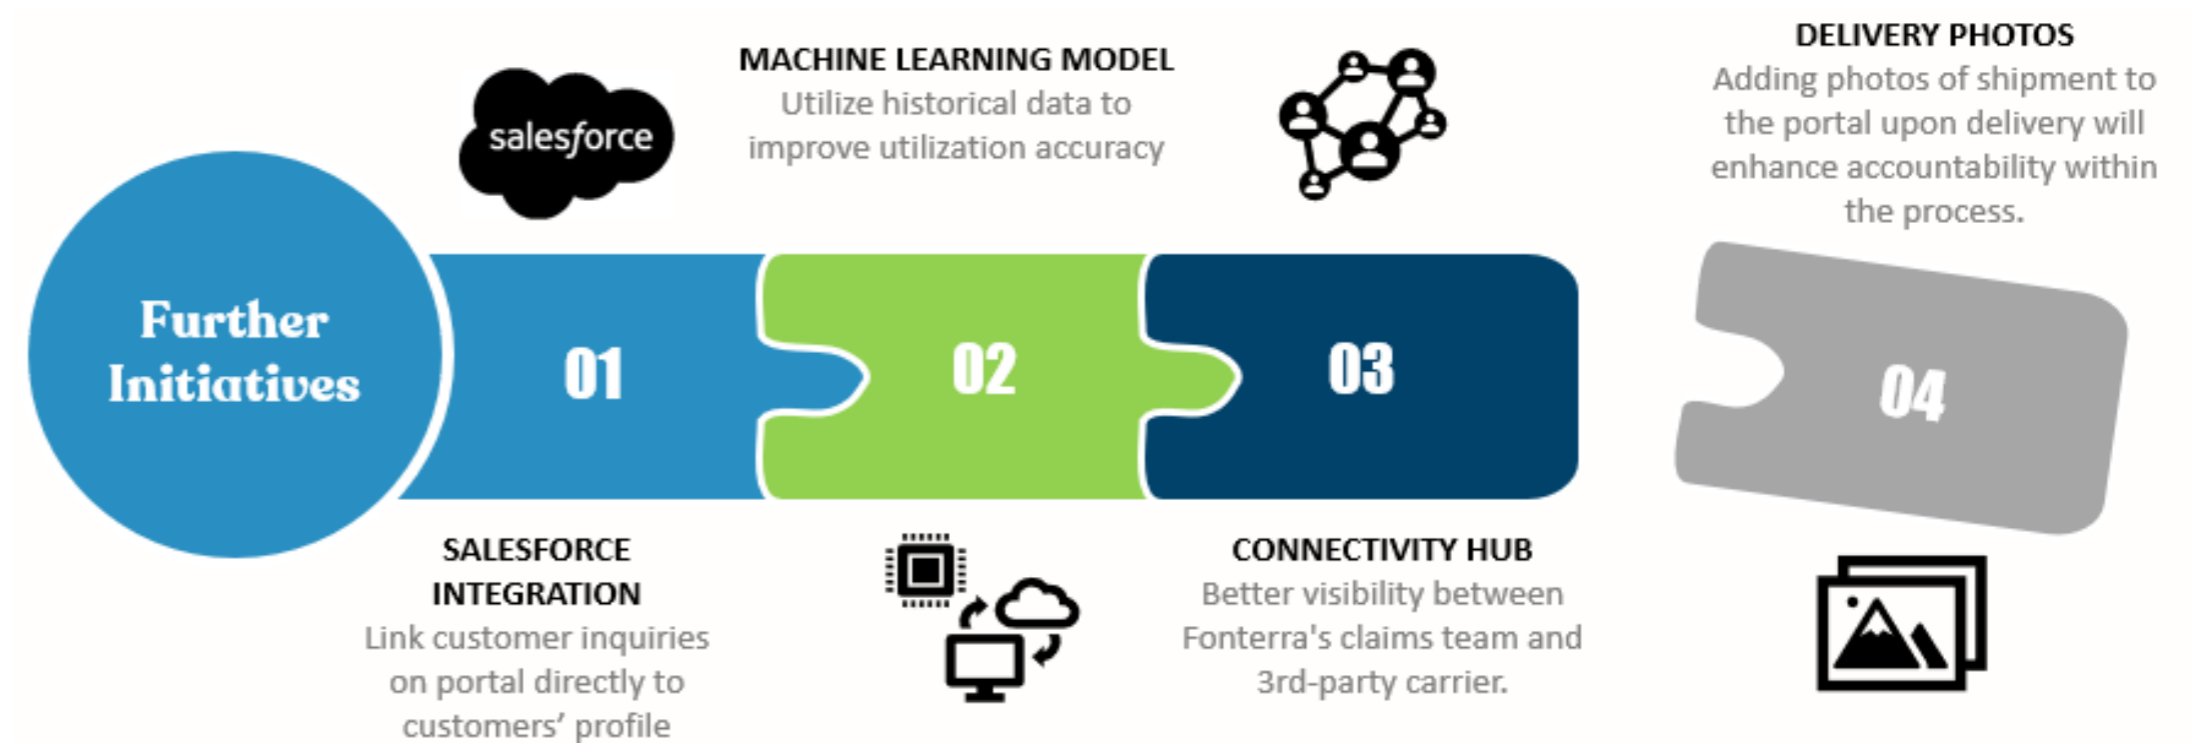 Further
Initiatives
salesforce
01
SALESFORCE
INTEGRATION
Link customer inquiries
on portal directly to
customers’ profile
MACHINE LEARNING MODEL
Utilize historical data to
improve utilization accuracy
02
03
CONNECTIVITY HUB
Better visibility between
Fonterra's claims team and
3rd-party carrier.
DELIVERY PHOTOS
Adding photos of shipment to
the portal upon delivery will
enhance accountability within
the process.
04